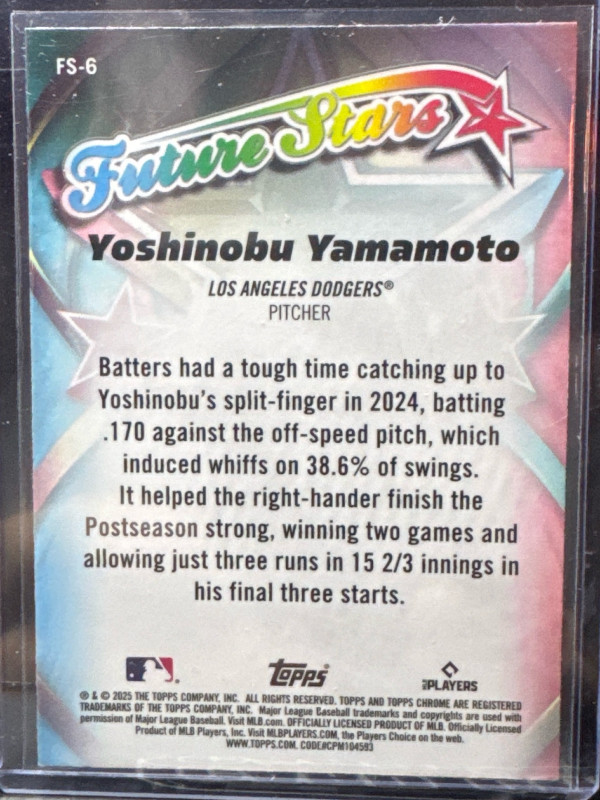 FS-6
Future Stars
Yoshinobu Yamamoto
LOS ANGELES DODGERS®
PITCHER
Batters had a tough time catching up to
Yoshinobu's split-finger in 2024, batting
.170 against the off-speed pitch, which
induced whiffs on 38.6% of swings.
It helped the right-hander finish the
Postseason strong, winning two games and
allowing just three runs in 15 2/3 innings in
his final three starts.
Topps
MLB PLAYERS
® & © 2025 THE TOPPS COMPANY, INC. ALL RIGHTS RESERVED. TOPPS AND TOPPS CHROME ARE REGISTERED
TRADEMARKS OF THE TOPPS COMPANY, INC. Major League Baseball trademarks and copyrights are used with
permission of Major League Baseball. Visit MLB.com. OFFICIALLY LICENSED PRODUCT OF MLB. Officially Licensed
Product of MLB Players, Inc. Visit MLBPLAYERS.COM, the Players Choice on the web.
WWW.TOPPS.COM. CODE#CPM104593